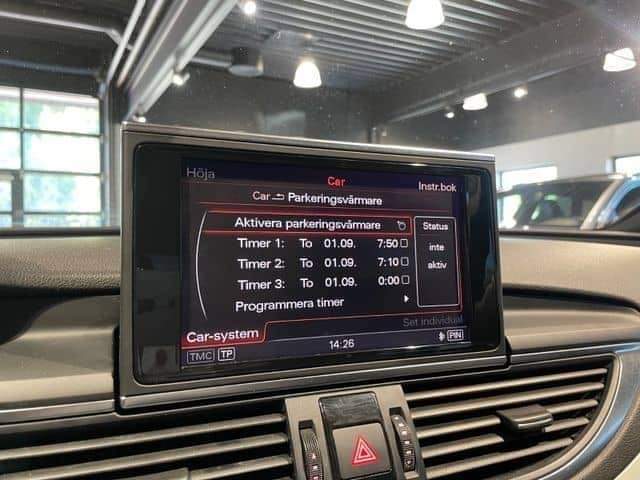 Höja
Car
Instr.bok
Car Parkeringsvärmare
Aktivera parkeringsvärmare
Status
inte
aktiv
Timer 1: To 01.09. 7:50
Timer 2: To 01.09. 7:10
Timer 3: To 01.09. 0:00
Programmera timer
Set individual
Car-system
TMC TP
14:26
PIN